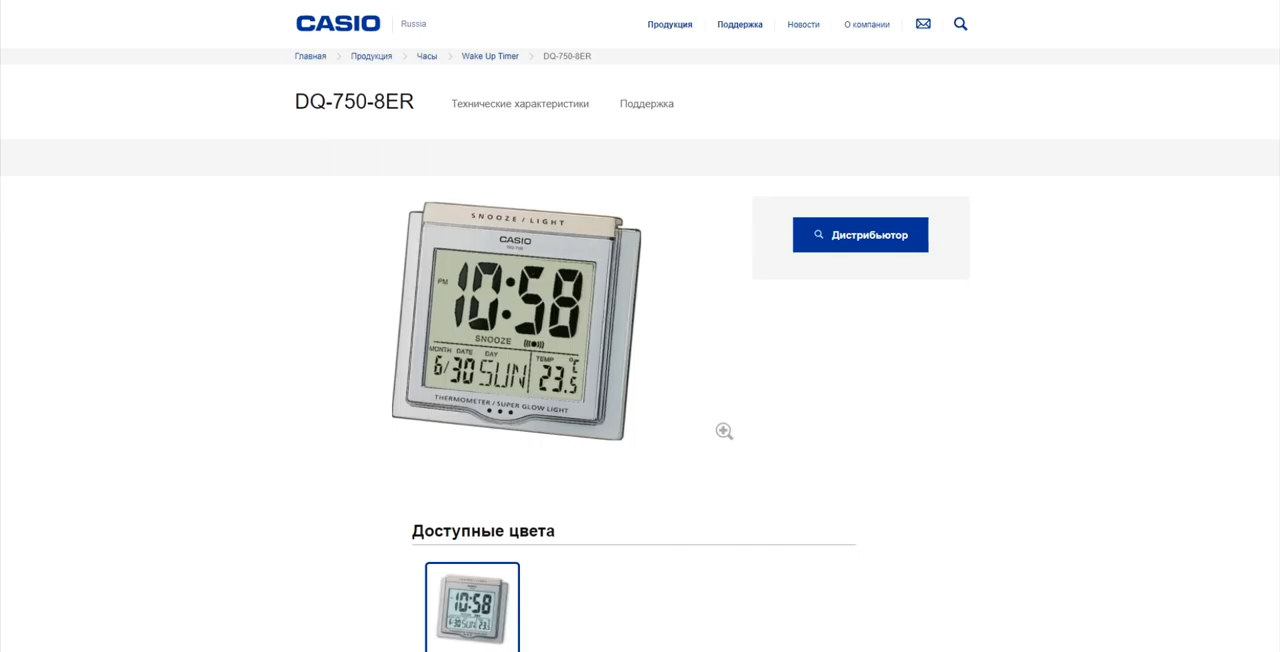 CASIO Russia Продукция Поддержка Новости О компании
Главная Продукция Часы Wake Up Timer DQ-750-8ER
DQ-750-8ER Технические характеристики Поддержка
SNOOZE / LIGHT
CASIO
Дистрибьютор
PM 10:58
SNOOZE
MONTH DATE DAY TEMP °C
6/30 SUN 23.5
THERMOMETER / SUPER GLOW LIGHT
Доступные цвета
10:58